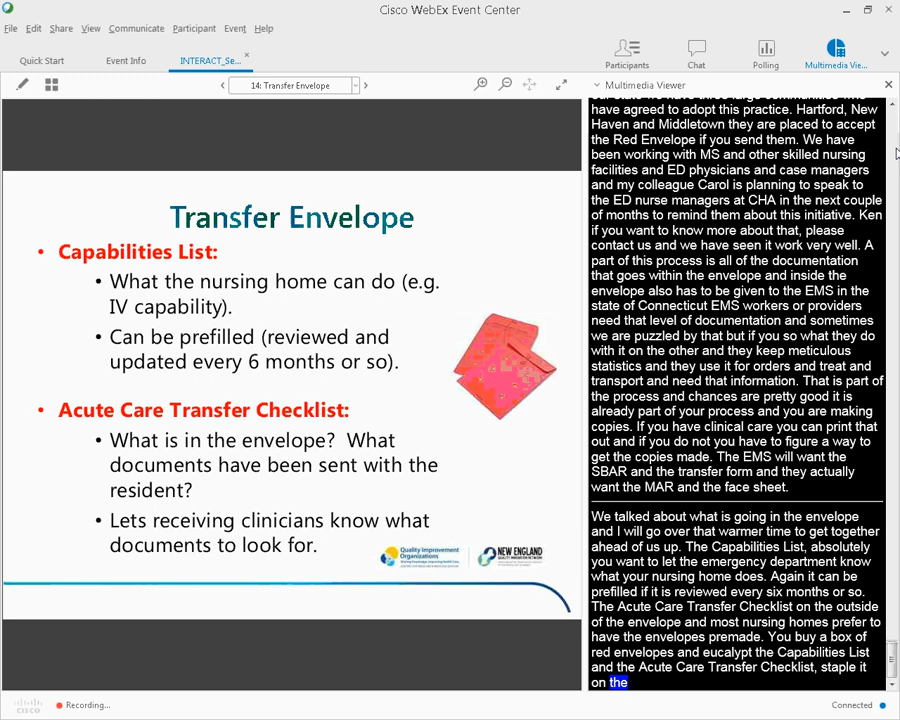 Cisco WebEx Event Center
File Edit Share View Communicate Participant Event Help
Quick Start
Event Info
INTERACT_Se...
Participants
Chat
Polling
Multimedia Vie...
14: Transfer Envelope
Multimedia Viewer
Transfer Envelope
• Capabilities List:
• What the nursing home can do (e.g.
IV capability).
• Can be prefilled (reviewed and
updated every 6 months or so).
• Acute Care Transfer Checklist:
• What is in the envelope? What
documents have been sent with the
resident?
• Lets receiving clinicians know what
documents to look for.
Quality Improvement
Organizations
NEW ENGLAND
have agreed to adopt this practice. Hartford, New
Haven and Middletown they are placed to accept
the Red Envelope if you send them. We have
been working with MS and other skilled nursing
facilities and ED physicians and case managers
and my colleague Carol is planning to speak to
the ED nurse managers at CHA in the next couple
of months to remind them about this initiative. Ken
if you want to know more about that, please
contact us and we have seen it work very well. A
part of this process is all of the documentation
that goes within the envelope and inside the
envelope also has to be given to the EMS in the
state of Connecticut EMS workers or providers
need that level of documentation and sometimes
we are puzzled by that but if you so what they do
with it on the other and they keep meticulous
statistics and they use it for orders and treat and
transport and need that information. That is part of
the process and chances are pretty good it is
already part of your process and you are making
copies. If you have clinical care you can print that
out and if you do not you have to figure a way to
get the copies made. The EMS will want the
SBAR and the transfer form and they actually
want the MAR and the face sheet.
We talked about what is going in the envelope
and I will go over that warmer time to get together
ahead of us up. The Capabilities List, absolutely
you want to let the emergency department know
what your nursing home does. Again it can be
prefilled if it is reviewed every six months or so.
The Acute Care Transfer Checklist on the outside
of the envelope and most nursing homes prefer to
have the envelopes premade. You buy a box of
red envelopes and eucalypt the Capabilities List
and the Acute Care Transfer Checklist, staple it
on the
cisco
Recording...
Connected